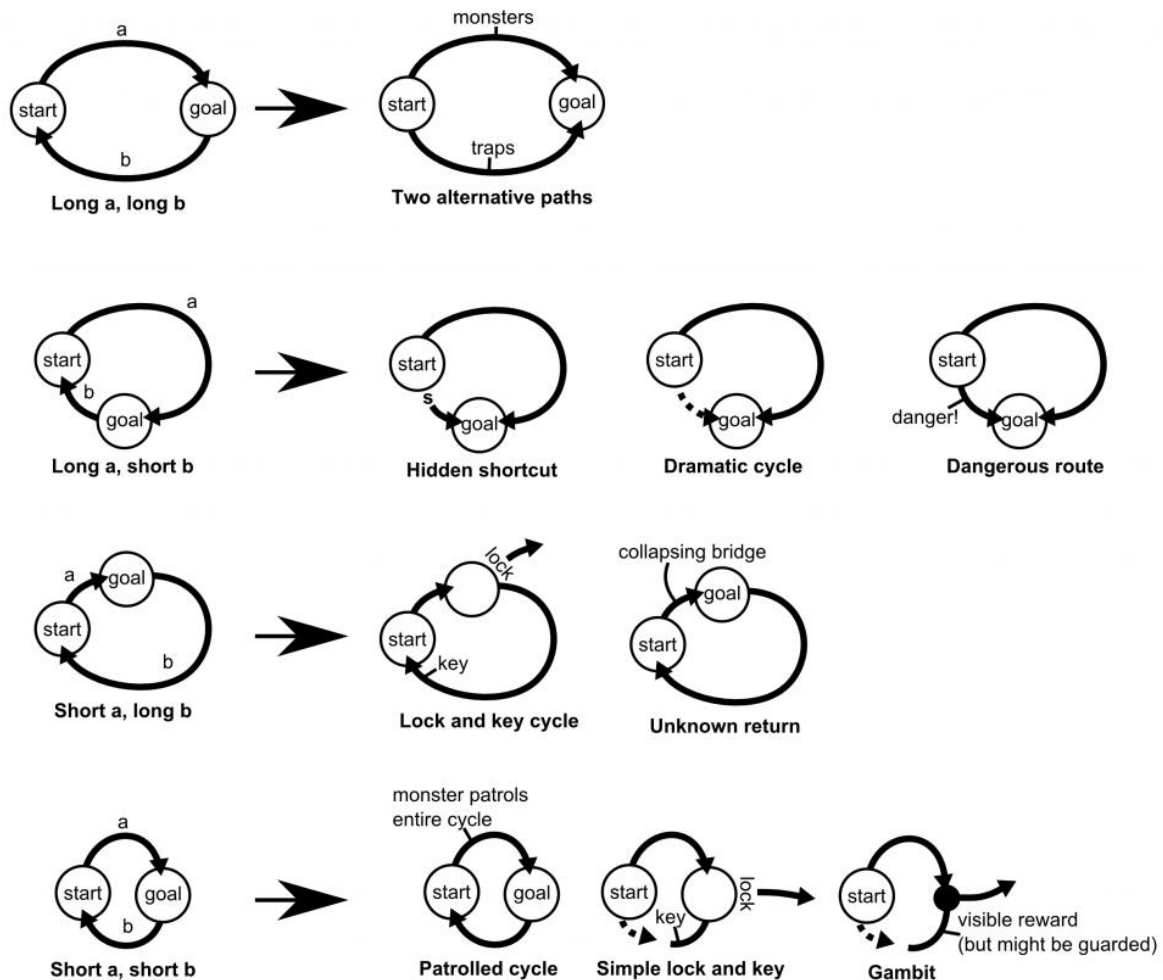 a
monsters
start
goal
start
goal
b
traps
Long a, long b
Two alternative paths
a
start
start
start
start
b
s
goal
goal
goal
danger!
goal
Long a, short b
Hidden shortcut
Dramatic cycle
Dangerous route
lock
collapsing bridge
a
goal
goal
start
start
start
b
key
Short a, long b
Lock and key cycle
Unknown return
monster patrols
entire cycle
a
start
goal
start
goal
start
lock
start
b
key
visible reward
(but might be guarded)
Short a, short b
Patrolled cycle
Simple lock and key
Gambit